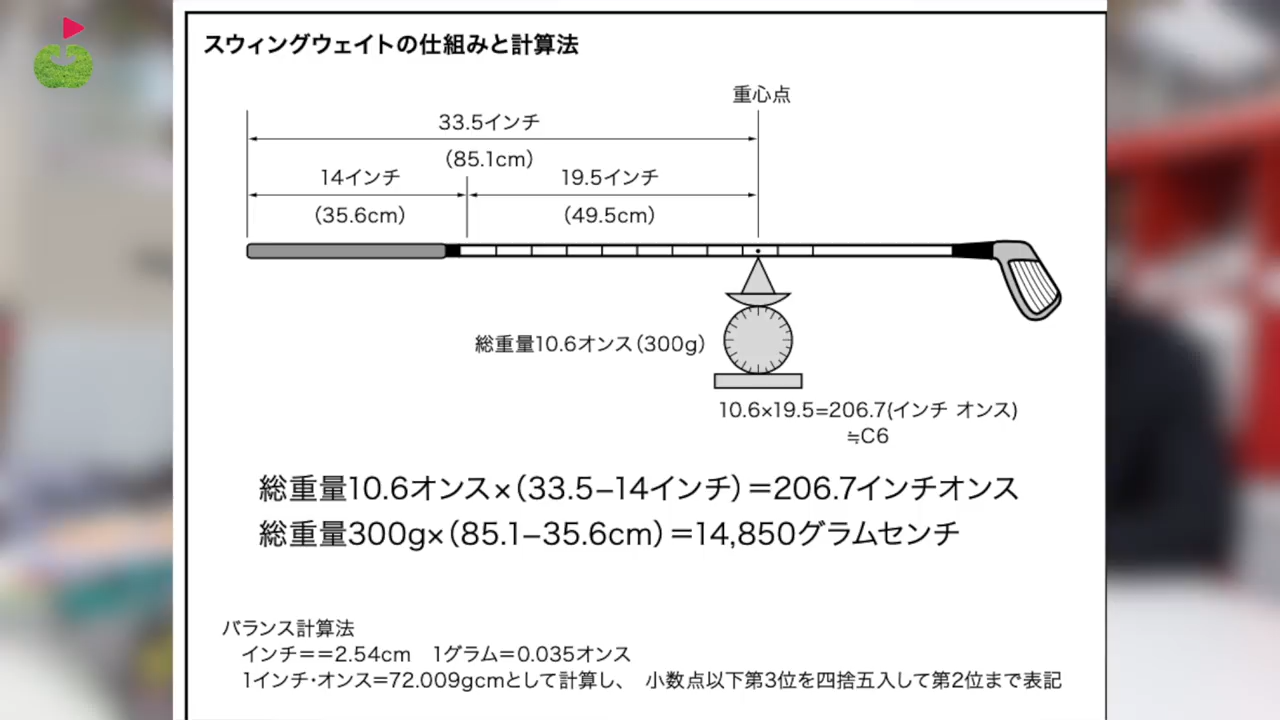 スウィングウェイトの仕組みと計算法
重心点
33.5インチ
(85.1cm)
14インチ
19.5インチ
(35.6cm)
(49.5cm)
総重量10.6オンス(300g)
10.6×19.5=206.7(インチ オンス)
≒C6
総重量10.6オンス×(33.5−14インチ)=206.7インチオンス
総重量300g×(85.1−35.6cm)=14,850グラムセンチ
バランス計算法
インチ==2.54cm 1グラム=0.035オンス
1インチ・オンス=72.009gcmとして計算し、 小数点以下第3位を四捨五入して第2位まで表記